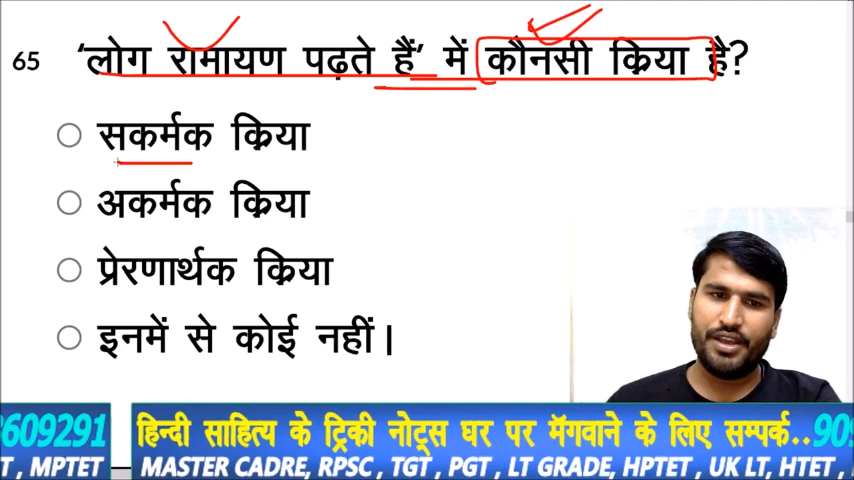 65 ‘लोग रामायण पढ़ते हैं’ में कौनसी क्रिया है?
सकर्मक क्रिया
अकर्मक क्रिया
प्रेरणार्थक क्रिया
इनमें से कोई नहीं।
609291 हिन्दी साहित्य के ट्रिकी नोट्स घर पर मँगवाने के लिए सम्पर्क..90
T , MPTET MASTER CADRE, RPSC , TGT , PGT , LT GRADE, HPTET , UK LT, HTET ,